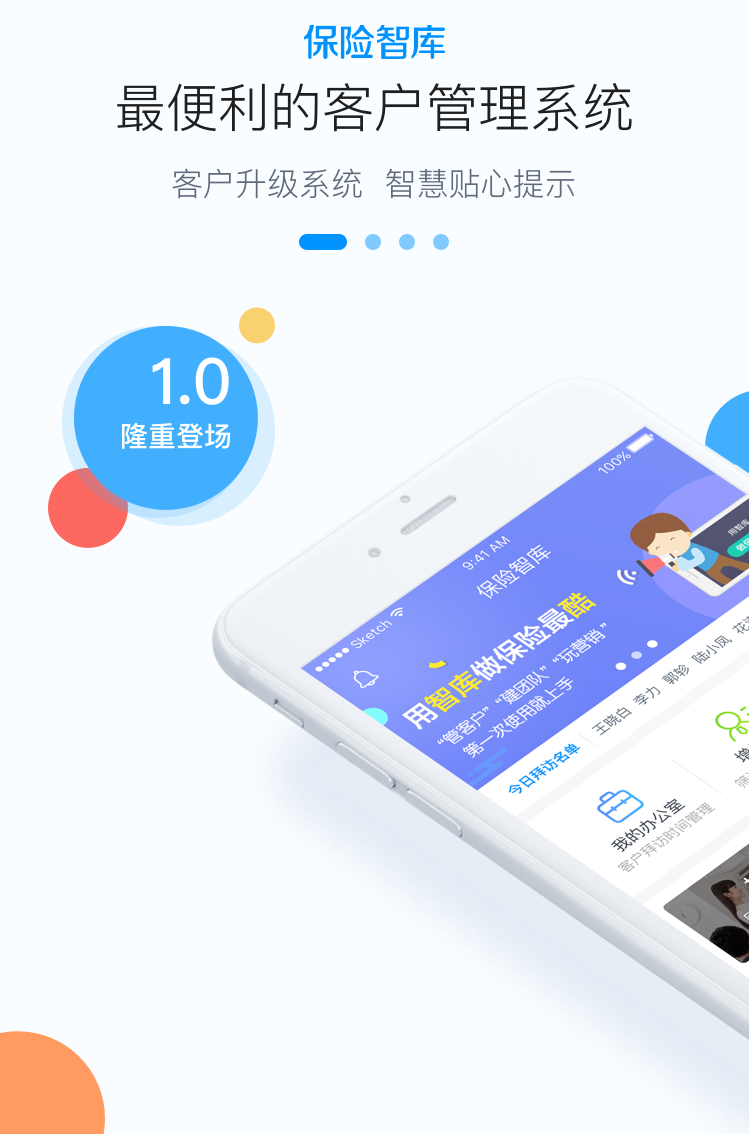 保险智库
最便利的客户管理系统
客户升级系统 智慧贴心提示
1.0
隆重登场
Sketch
9:41 AM
100%
保险智库
用智库做保险最酷
“管客户”“建团队”“玩营销”
第一次使用就上手
今日拜访名单
王晓白 李力 郭轸 陆小凤
我的办公室
客户拜访时间管理
增